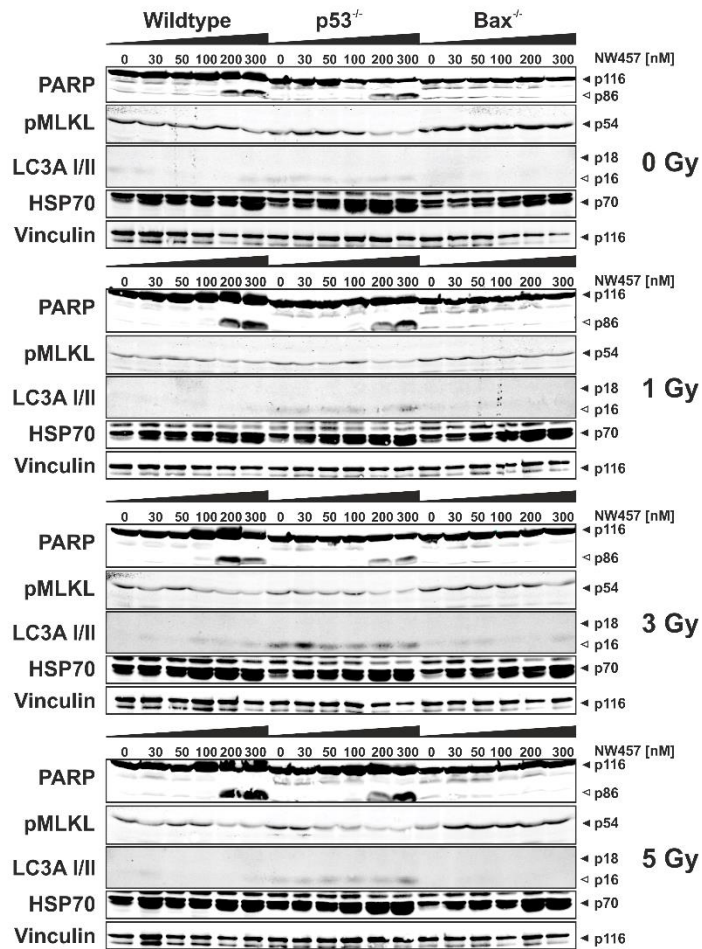 Wildtype p53-/- Bax-/-
0 30 50 100 200 300 0 30 50 100 200 300 0 30 50 100 200 300 NW457 [nM]
PARP ◄ p116
◁ p86
pMLKL ◄ p54
LC3A I/II ◄ p18
◁ p16
0 Gy
HSP70 ◄ p70
Vinculin ◄ p116
0 30 50 100 200 300 0 30 50 100 200 300 0 30 50 100 200 300 NW457 [nM]
PARP ◄ p116
◁ p86
pMLKL ◄ p54
LC3A I/II ◄ p18
◁ p16
1 Gy
HSP70 ◄ p70
Vinculin ◄ p116
0 30 50 100 200 300 0 30 50 100 200 300 0 30 50 100 200 300 NW457 [nM]
PARP ◄ p116
◁ p86
pMLKL ◄ p54
LC3A I/II ◄ p18
◁ p16
3 Gy
HSP70 ◄ p70
Vinculin ◄ p116
0 30 50 100 200 300 0 30 50 100 200 300 0 30 50 100 200 300 NW457 [nM]
PARP ◄ p116
◁ p86
pMLKL ◄ p54
LC3A I/II ◄ p18
◁ p16
5 Gy
HSP70 ◄ p70
Vinculin ◄ p116